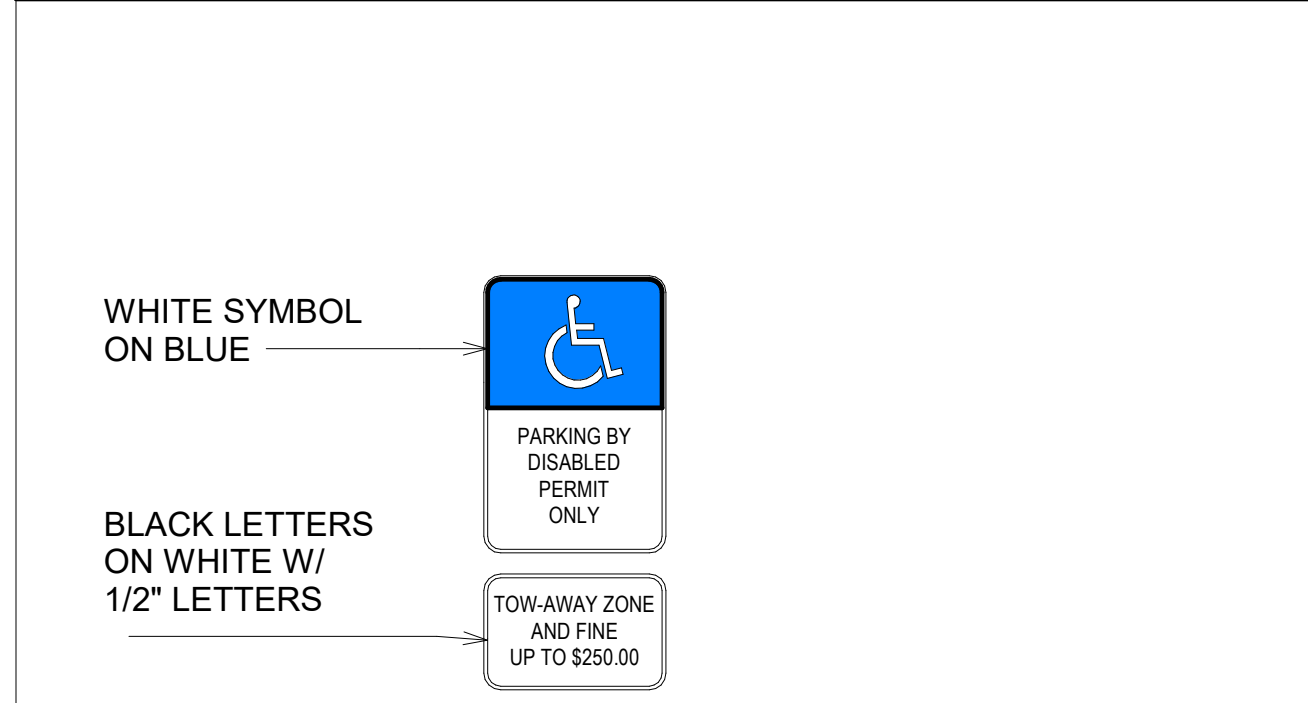 WHITE SYMBOL
ON BLUE
PARKING BY
DISABLED
PERMIT
ONLY
BLACK LETTERS
ON WHITE W/
1/2" LETTERS
TOW-AWAY ZONE
AND FINE
UP TO $250.00